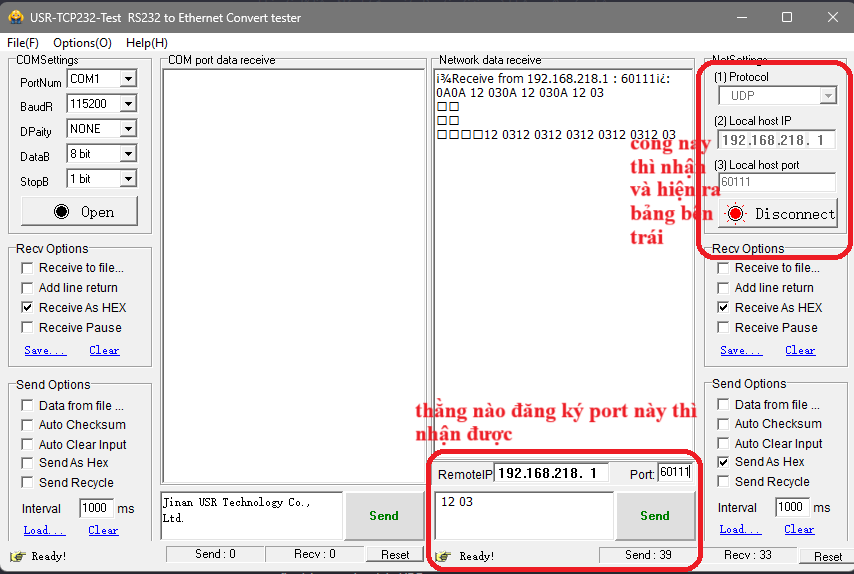 USR-TCP232-Test RS232 to Ethernet Convert tester
File(F) Options(O) Help(H)
COMSettings
PortNum COM1
BaudR 115200
DPaity NONE
DataB 8 bit
StopB 1 bit
Open
Recv Options
Receive to file...
Add line return
Receive As HEX
Receive Pause
Save... Clear
Send Options
Data from file ...
Auto Checksum
Auto Clear Input
Send As Hex
Send Recycle
Interval 1000 ms
Load... Clear
Ready!
COM port data receive
Jinan USR Technology Co.,
Ltd.
Send
Send : 0 Recv : 0 Reset
Network data receive
Receive from 192.168.218.1 : 60111
0A0A 12 030A 12 030A 12 03
12 0312 0312 0312 0312 0312 03
cổng này
thì nhận
và hiện ra
bảng bên
trái
thằng nào đăng ký port này thì
nhận được
RemoteIP 192.168.218. 1 Port: 60111
12 03
Send
Ready! Send : 39 Recv : 33 Reset
NetSettings
(1) Protocol
UDP
(2) Local host IP
192.168.218. 1
(3) Local host port
60111
Disconnect
Recv Options
Receive to file...
Add line return
Receive As HEX
Receive Pause
Save... Clear
Send Options
Data from file ...
Auto Checksum
Auto Clear Input
Send As Hex
Send Recycle
Interval 1000 ms
Load... Clear